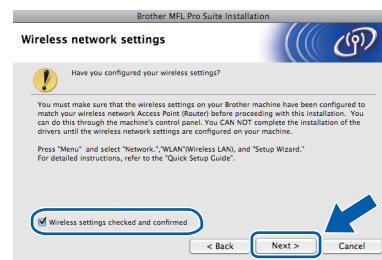 Brother MFL Pro Suite Installation
Wireless network settings
Have you configured your wireless settings?
You must make sure that the wireless settings on your Brother machine have been configured to
match your wireless network Access Point (Router) before proceeding with this installation. You
can do this through the machine's control panel. You CAN NOT complete the installation of the
drivers until the wireless network settings are configured on your machine.
Press "Menu" and select "Network.","WLAN"(Wireless LAN), and "Setup Wizard."
For detailed instructions, refer to the "Quick Setup Guide".
Wireless settings checked and confirmed
< Back Next > Cancel